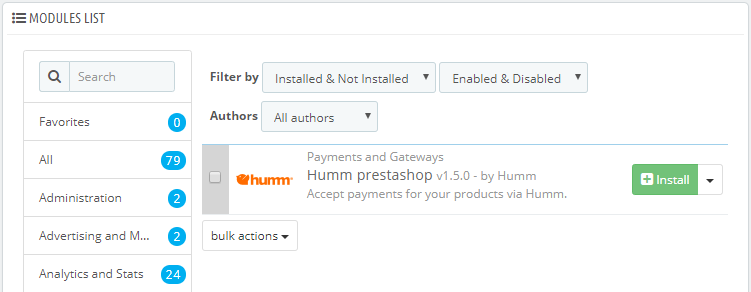 MODULES LIST
Search
Favorites 0
All 79
Administration 2
Advertising and M... 2
Analytics and Stats 24
Filter by Installed & Not Installed Enabled & Disabled
Authors All authors
humm
Payments and Gateways
Humm prestashop v1.5.0 - by Humm
Accept payments for your products via Humm.
Install
bulk actions